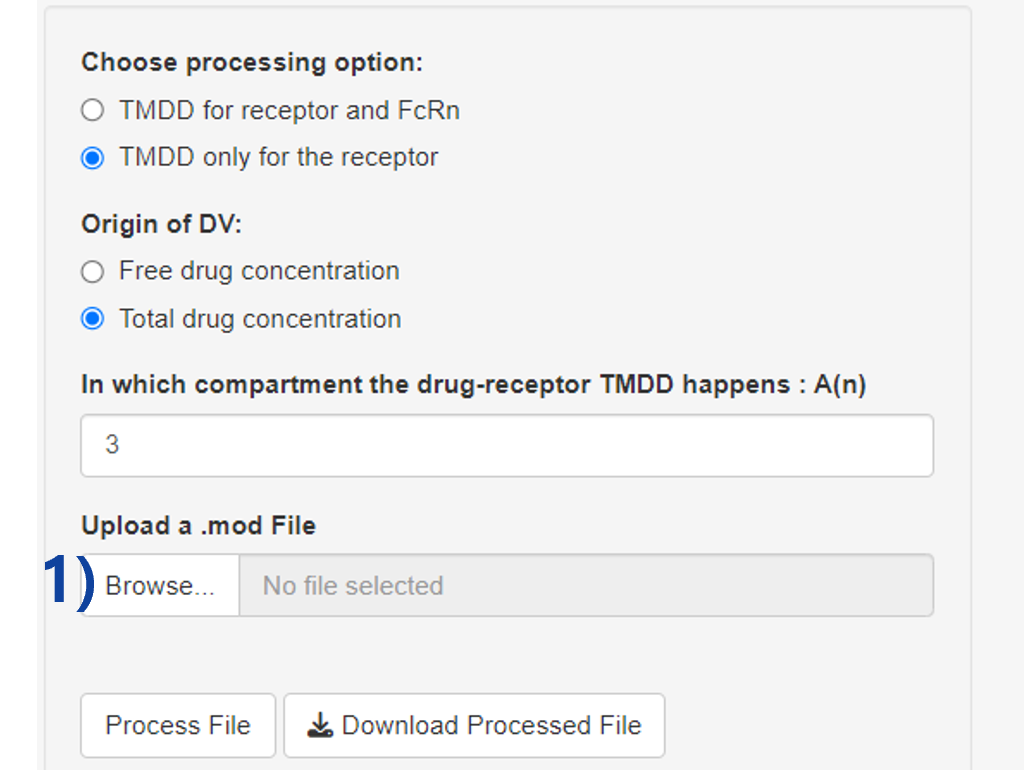 Choose processing option:
TMDD for receptor and FcRn
TMDD only for the receptor
Origin of DV:
Free drug concentration
Total drug concentration
In which compartment the drug-receptor TMDD happens : A(n)
3
Upload a .mod File
1) Browse... No file selected
Process File Download Processed File